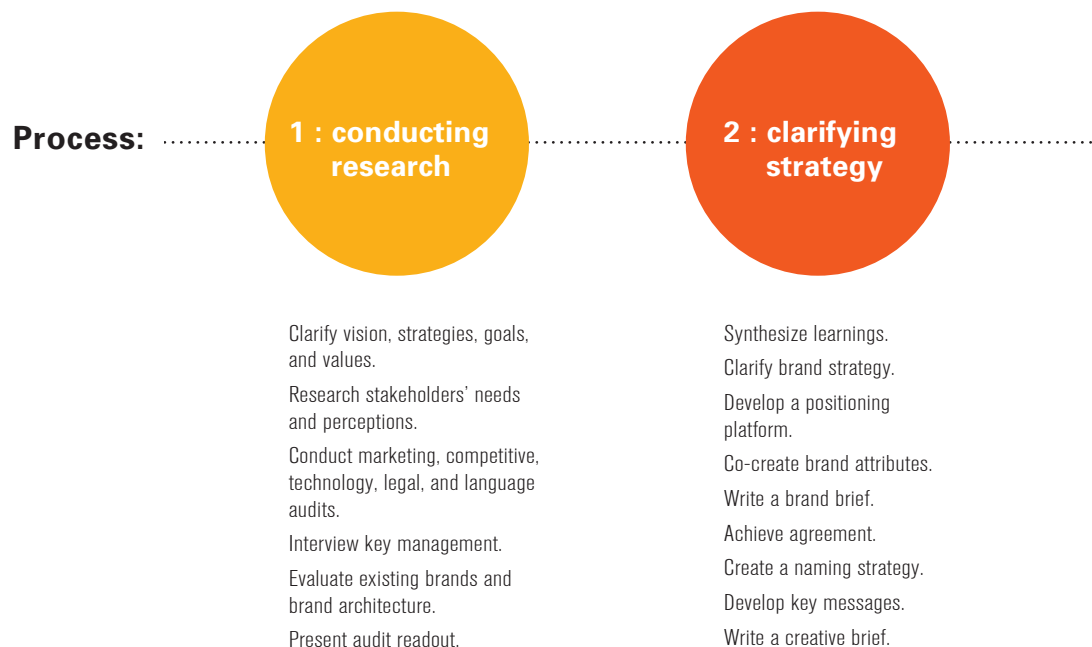 Process:
1 : conducting
research
2 : clarifying
strategy
Clarify vision, strategies, goals,
and values.
Research stakeholders’ needs
and perceptions.
Conduct marketing, competitive,
technology, legal, and language
audits.
Interview key management.
Evaluate existing brands and
brand architecture.
Present audit readout.
Synthesize learnings.
Clarify brand strategy.
Develop a positioning
platform.
Co-create brand attributes.
Write a brand brief.
Achieve agreement.
Create a naming strategy.
Develop key messages.
Write a creative brief.